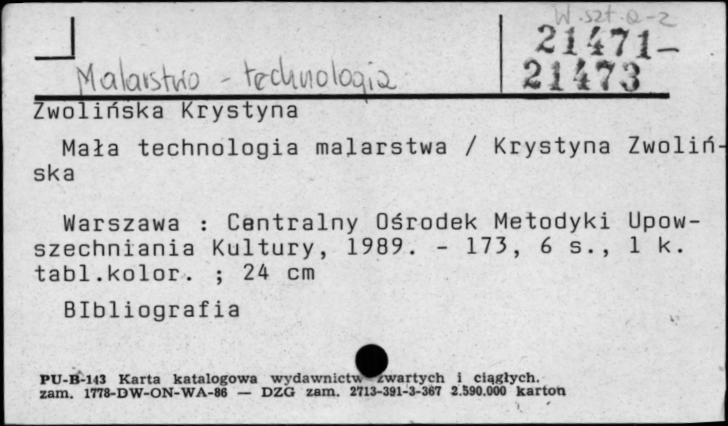 W.szt.a-z
21471-
21473
Malarstwo - technologia
Zwolińska Krystyna
Mała technologia malarstwa / Krystyna Zwoliń-
ska
Warszawa : Centralny Ośrodek Metodyki Upow-
szechniania Kultury, 1989. - 173, 6 s., 1 k.
tabl.kolor. ; 24 cm
BIbliografia
PU-B-143 Karta katalogowa wydawnictw zwartych i ciągłych.
zam. 1778-DW-ON-WA-86 — DZG zam. 2713-391-3-367 2.590.000 karton